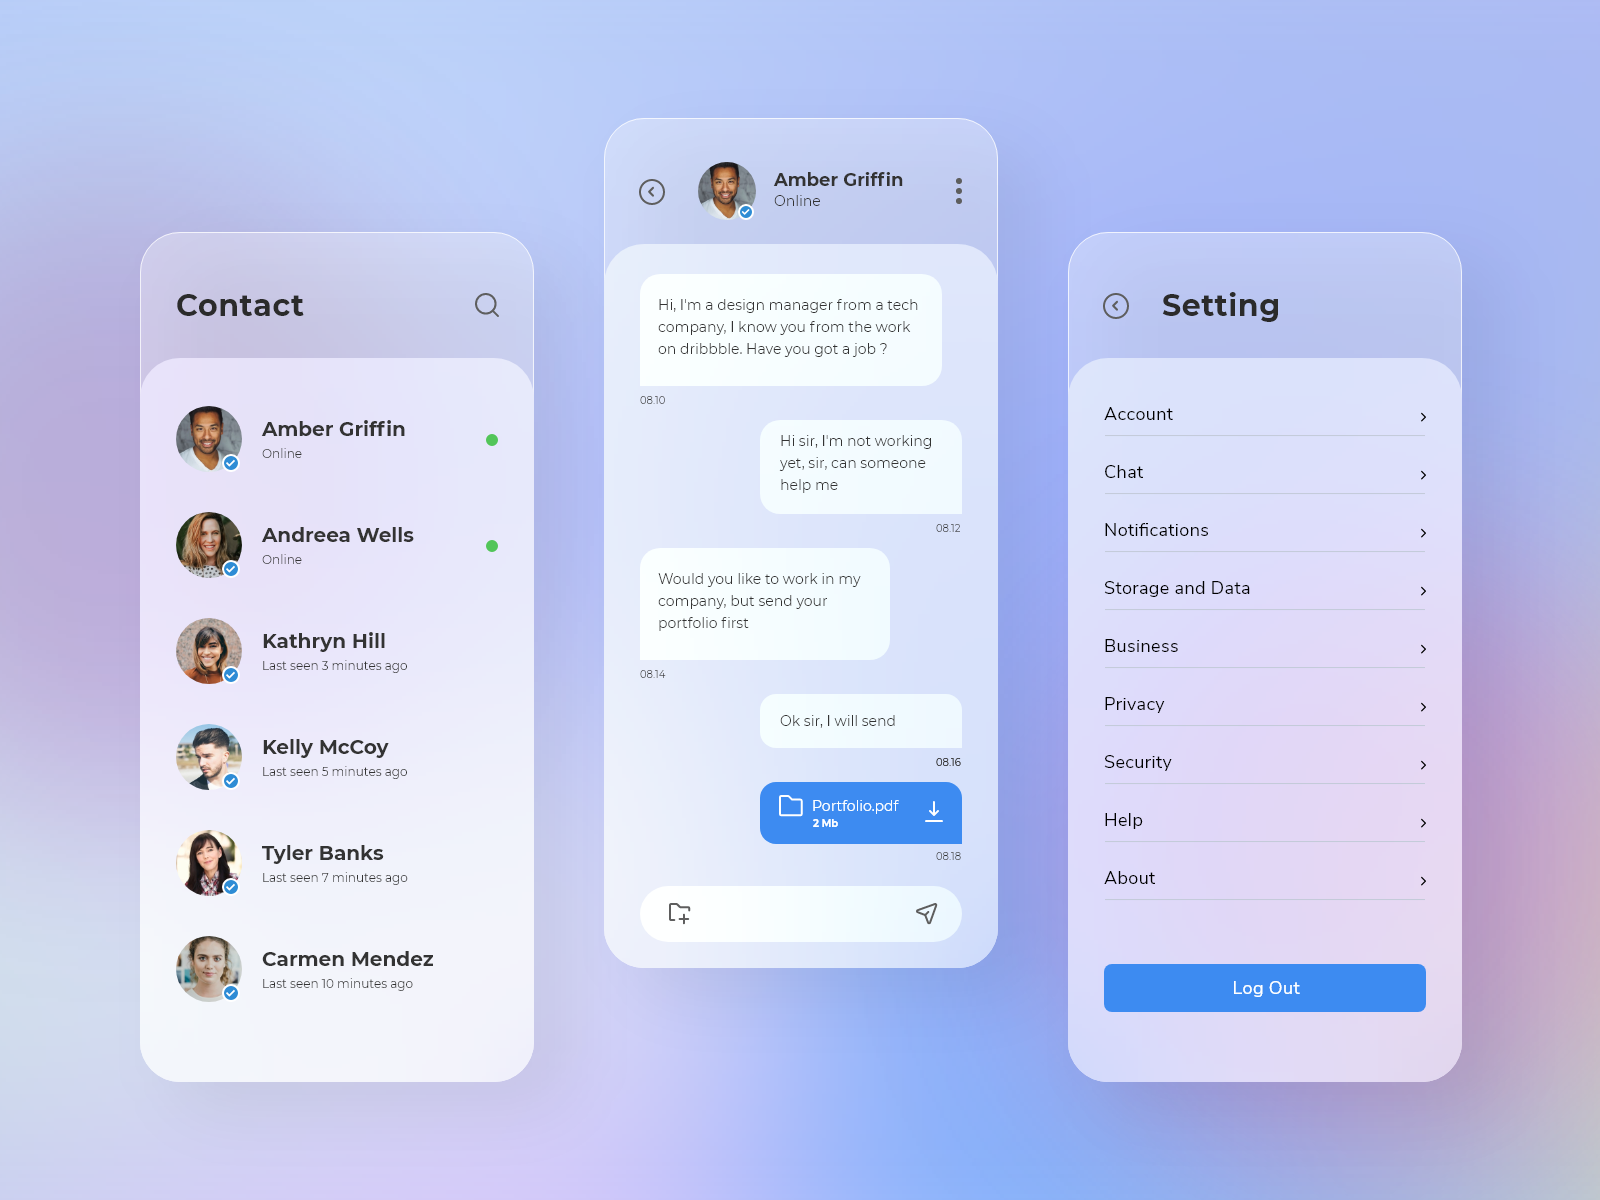 Contact
Amber Griffin
Online
Andreea Wells
Online
Kathryn Hill
Last seen 3 minutes ago
Kelly McCoy
Last seen 5 minutes ago
Tyler Banks
Last seen 7 minutes ago
Carmen Mendez
Last seen 10 minutes ago
Amber Griffin
Online
Hi, I'm a design manager from a tech
company, I know you from the work
on dribbble. Have you got a job ?
08.10
Hi sir, I'm not working
yet, sir, can someone
help me
08.12
Would you like to work in my
company, but send your
portfolio first
08.14
Ok sir, I will send
08.16
Portfolio.pdf
2 Mb
08.18
Setting
Account
Chat
Notifications
Storage and Data
Business
Privacy
Security
Help
About
Log Out